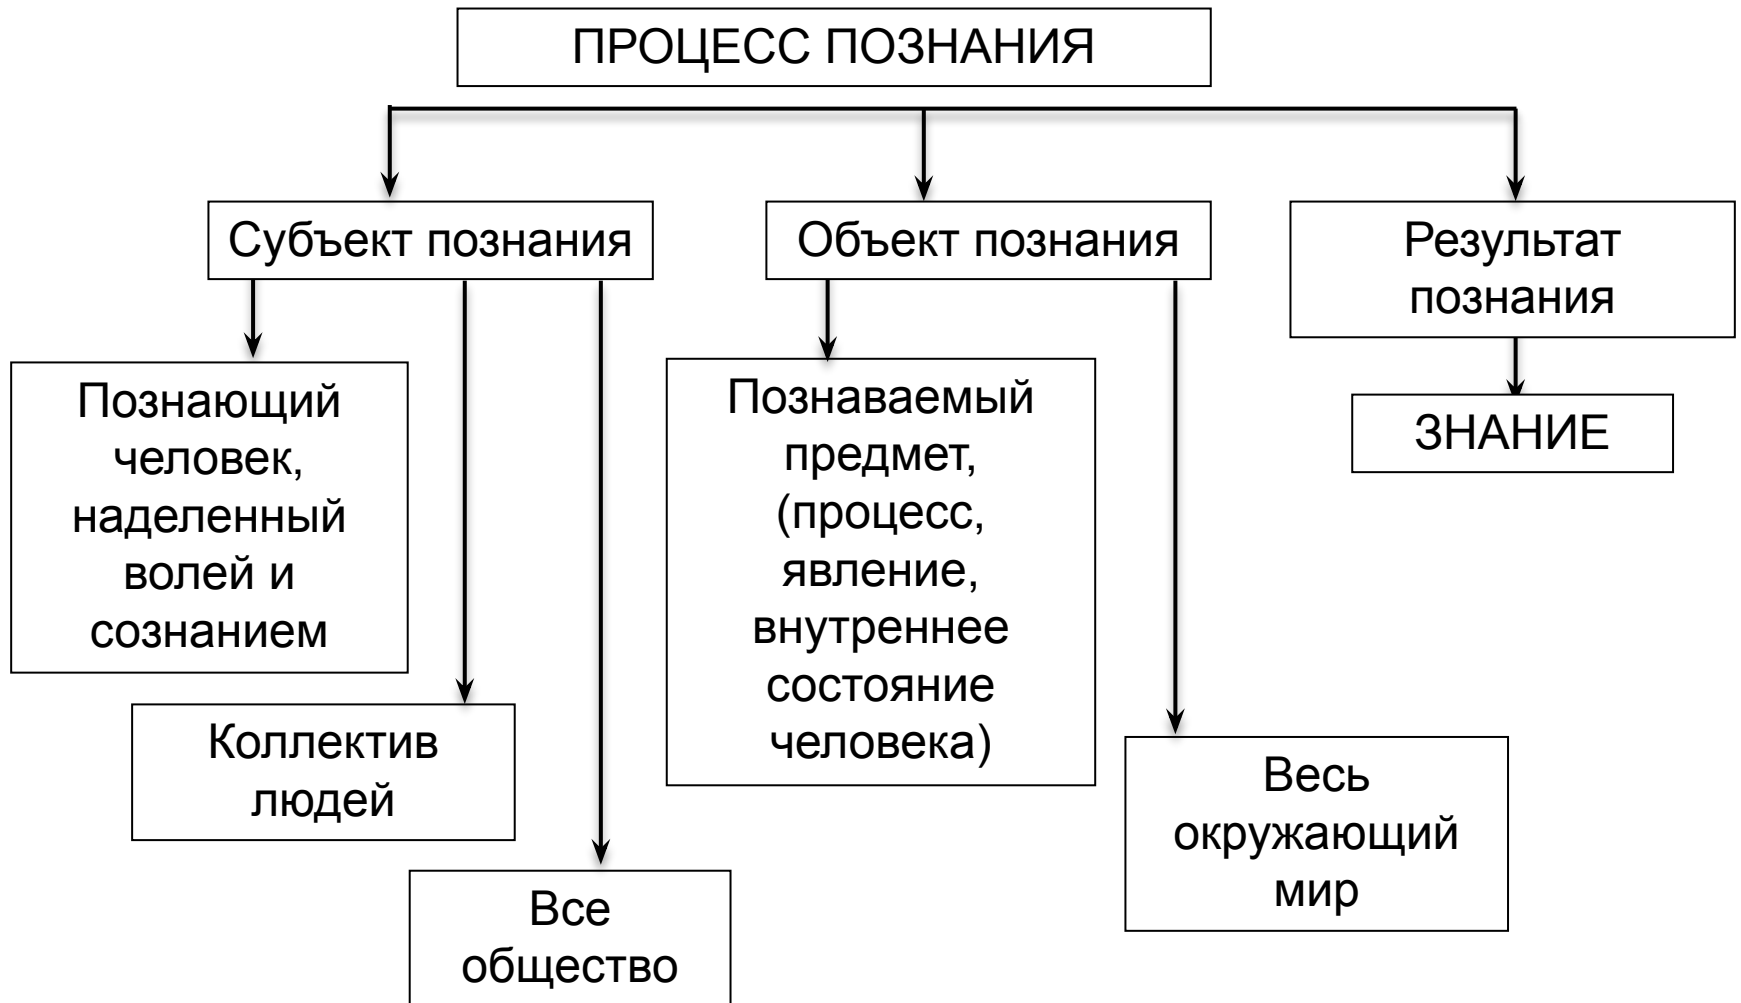 ПРОЦЕСС ПОЗНАНИЯ
Субъект познания
Объект познания
Результат
познания
Познающий
человек,
наделенный
волей и
сознанием
Познаваемый
предмет,
(процесс,
явление,
внутреннее
состояние
человека)
ЗНАНИЕ
Коллектив
людей
Весь
окружающий
мир
Все
общество